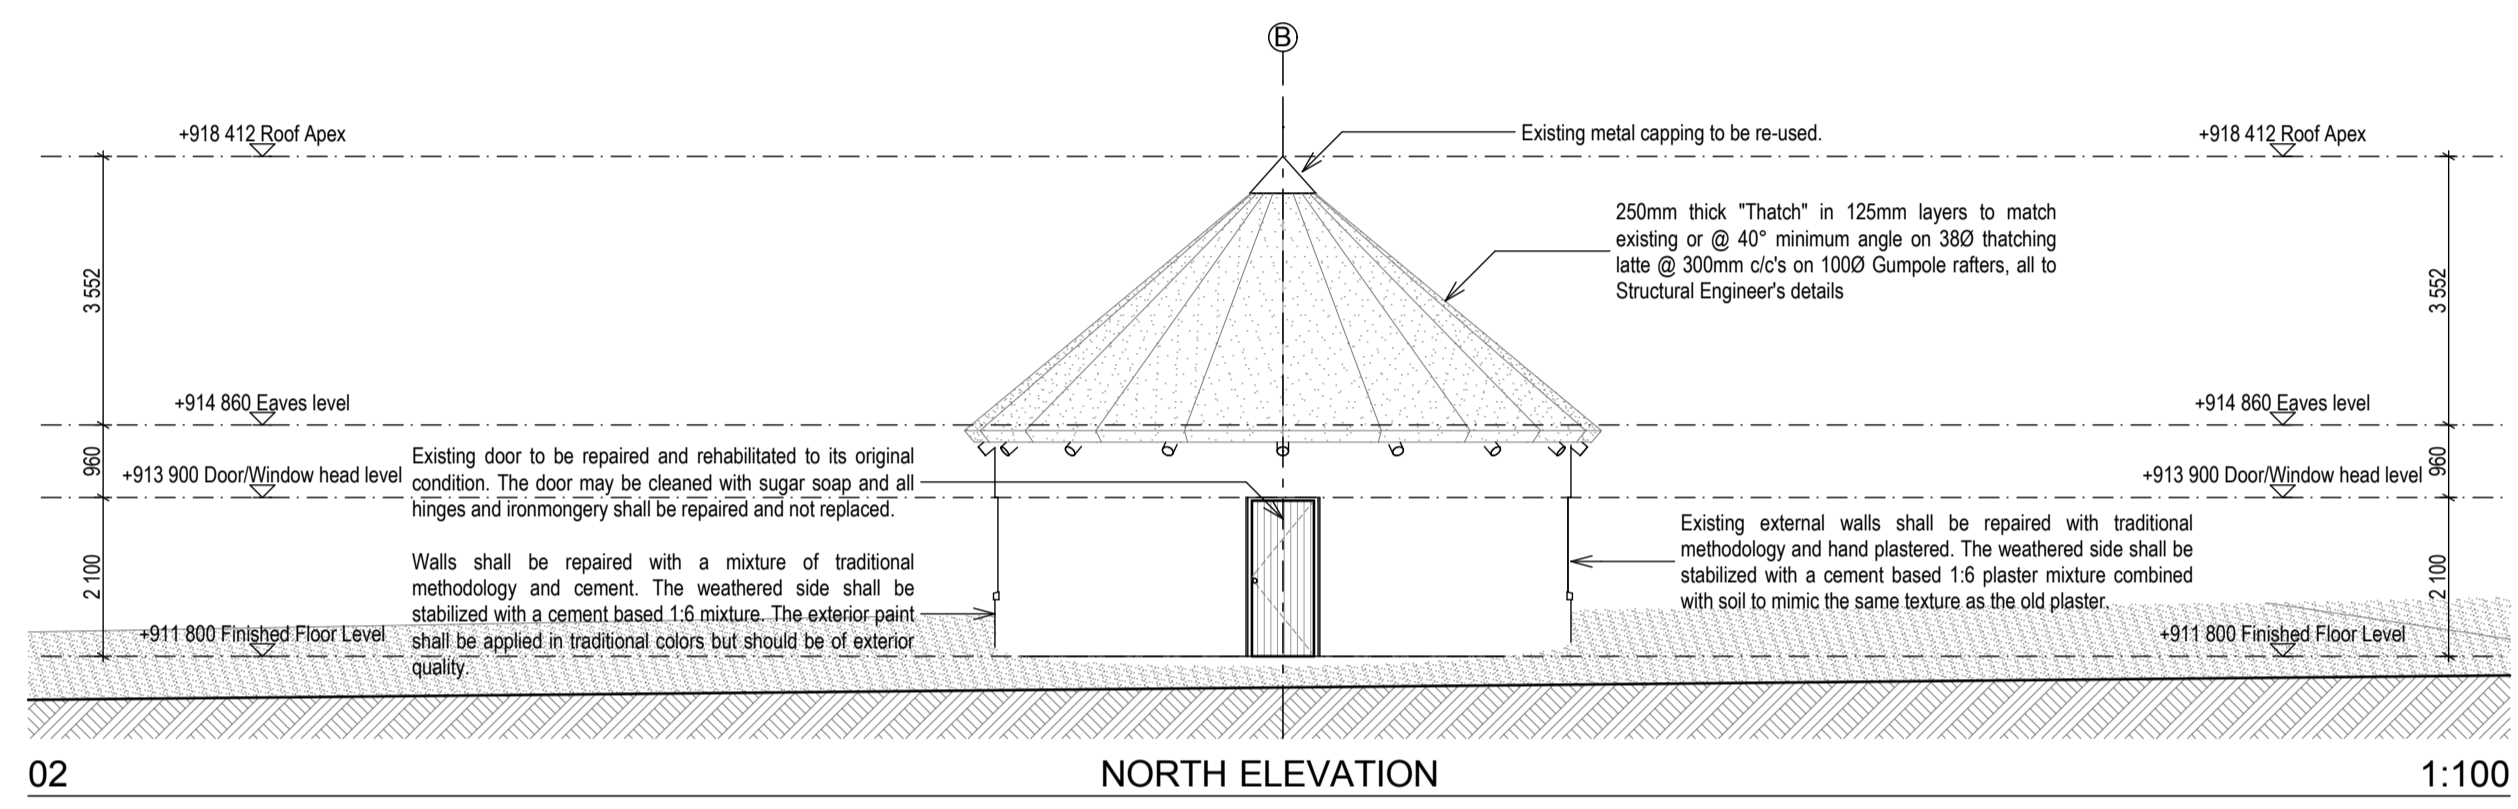 B
+918 412 Roof Apex
Existing metal capping to be re-used.
+918 412 Roof Apex
250mm thick "Thatch" in 125mm layers to match
existing or @ 40° minimum angle on 38Ø thatching
latte @ 300mm c/c's on 100Ø Gumpole rafters, all to
Structural Engineer's details
3 552
3 552
+914 860 Eaves level
+914 860 Eaves level
960
960
+913 900 Door/Window head level
+913 900 Door/Window head level
Existing door to be repaired and rehabilitated to its original
condition. The door may be cleaned with sugar soap and all
hinges and ironmongery shall be repaired and not replaced.
Walls shall be repaired with a mixture of traditional
methodology and cement. The weathered side shall be
stabilized with a cement based 1:6 mixture. The exterior paint
shall be applied in traditional colors but should be of exterior
quality.
Existing external walls shall be repaired with traditional
methodology and hand plastered. The weathered side shall be
stabilized with a cement based 1:6 plaster mixture combined
with soil to mimic the same texture as the old plaster.
2 100
2 100
+911 800 Finished Floor Level
+911 800 Finished Floor Level
02
NORTH ELEVATION
1:100